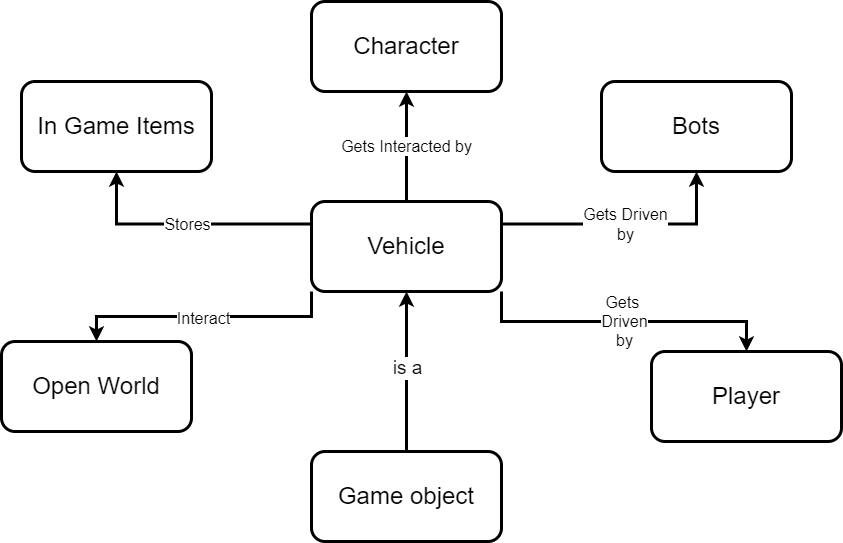 Character
In Game Items
Bots
Gets Interacted by
Stores
Gets Driven
by
Vehicle
Interact
Gets
Driven
by
is a
Open World
Player
Game object